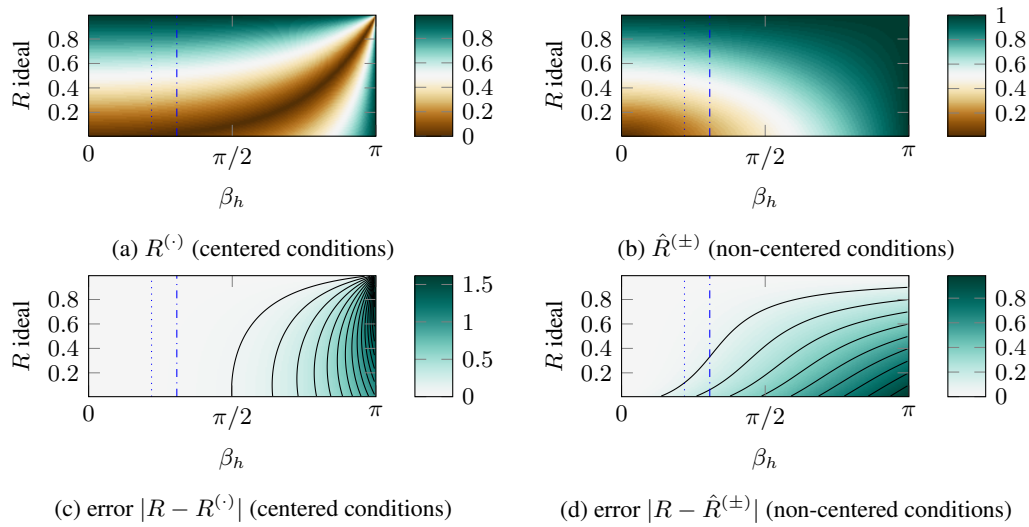 0.8
0.6
0.4
0.2
R ideal
0
π/2
π
β_h
0.8
0.6
0.4
0.2
0
(a) R^(·) (centered conditions)
0.8
0.6
0.4
0.2
R ideal
0
π/2
π
β_h
1
0.8
0.6
0.4
0.2
(b) R̂^(±) (non-centered conditions)
0.8
0.6
0.4
0.2
R ideal
0
π/2
π
β_h
1.5
1
0.5
0
(c) error |R − R^(·)| (centered conditions)
0.8
0.6
0.4
0.2
R ideal
0
π/2
π
β_h
0.8
0.6
0.4
0.2
0
(d) error |R − R̂^(±)| (non-centered conditions)